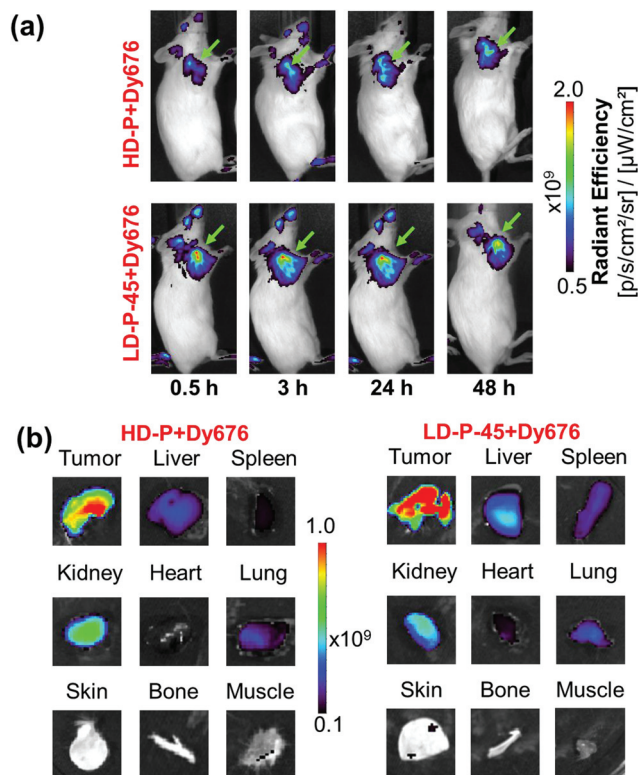 (a)
HD-P+Dy676
LD-P-45+Dy676
0.5 h 3 h 24 h 48 h
2.0
x10⁹
0.5
Radiant Efficiency
[p/s/cm²/sr] / [µW/cm²]
(b)
HD-P+Dy676
Tumor Liver Spleen
Kidney Heart Lung
Skin Bone Muscle
1.0
x10⁹
0.1
LD-P-45+Dy676
Tumor Liver Spleen
Kidney Heart Lung
Skin Bone Muscle